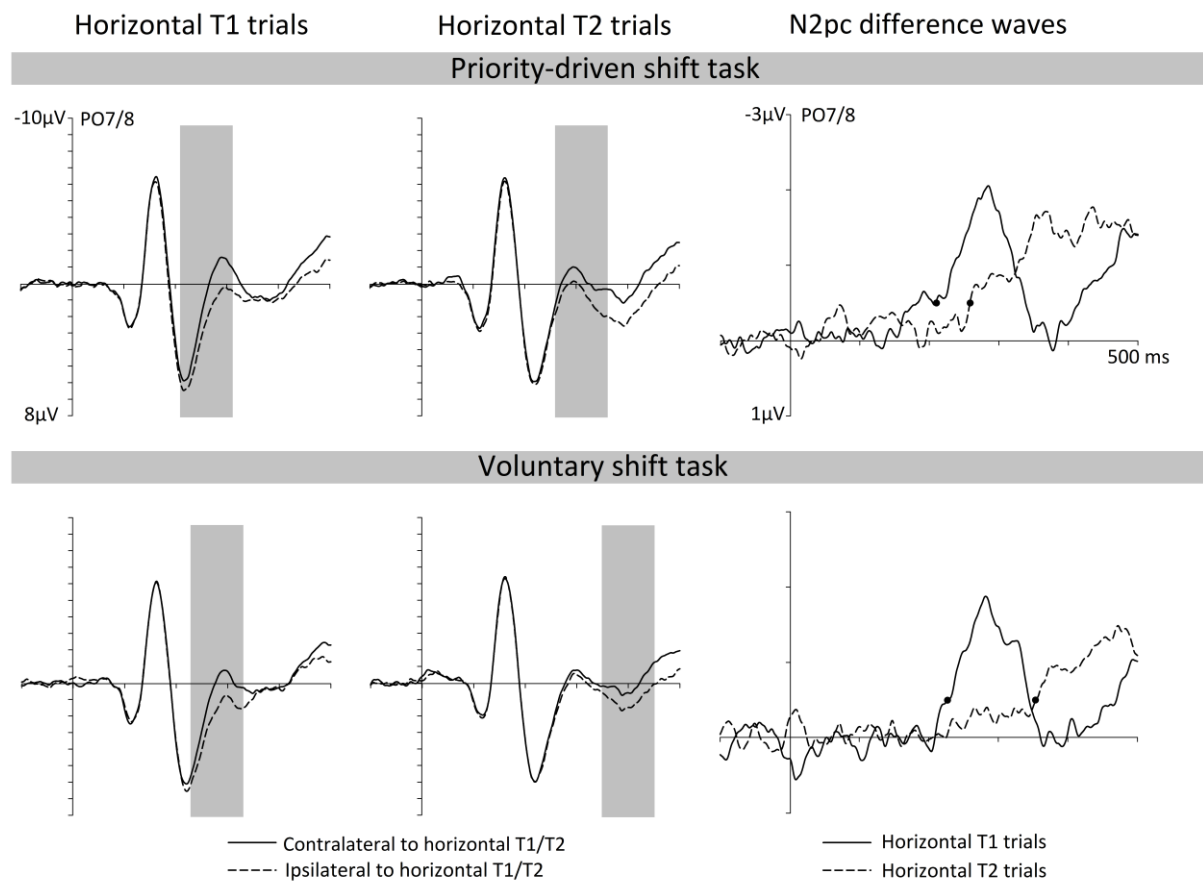 Horizontal T1 trials
Horizontal T2 trials
N2pc difference waves
Priority-driven shift task
-10µV
PO7/8
8µV
-3µV
PO7/8
500 ms
1µV
Voluntary shift task
Contralateral to horizontal T1/T2
Ipsilateral to horizontal T1/T2
Horizontal T1 trials
Horizontal T2 trials